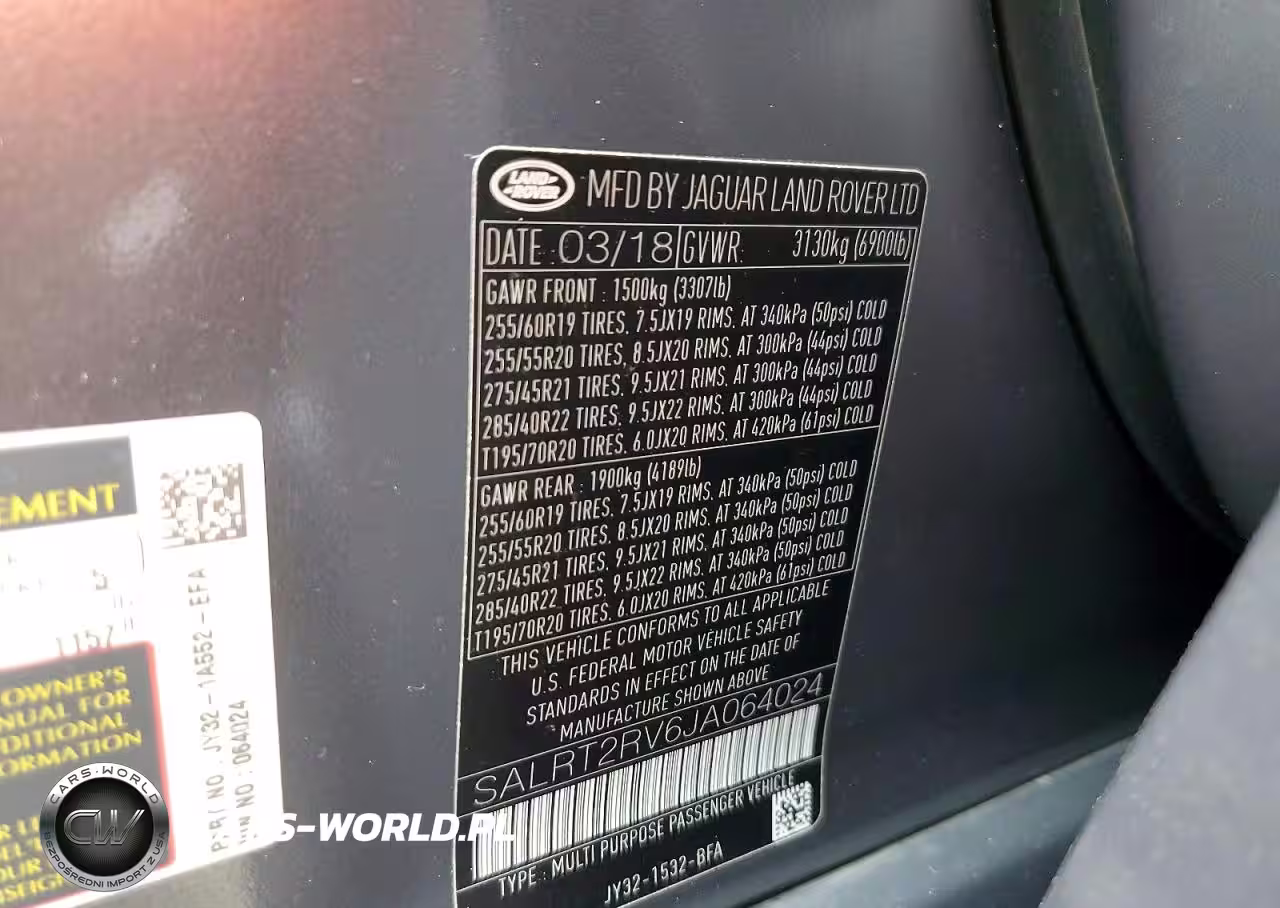 LAND ROVER
MFD BY JAGUAR LAND ROVER LTD
DATE : 03/18 GVWR: 3130kg (6900lb)
GAWR FRONT : 1500kg (3307lb)
255/60R19 TIRES, 7.5JX19 RIMS, AT 340kPa (50psi) COLD
255/55R20 TIRES, 8.5JX20 RIMS, AT 300kPa (44psi) COLD
275/45R21 TIRES, 9.5JX21 RIMS, AT 300kPa (44psi) COLD
285/40R22 TIRES, 9.5JX22 RIMS, AT 300kPa (44psi) COLD
T195/70R20 TIRES, 6.0JX20 RIMS, AT 420kPa (61psi) COLD
GAWR REAR : 1900kg (4189lb)
255/60R19 TIRES, 7.5JX19 RIMS, AT 340kPa (50psi) COLD
255/55R20 TIRES, 8.5JX20 RIMS, AT 340kPa (50psi) COLD
275/45R21 TIRES, 9.5JX21 RIMS, AT 340kPa (50psi) COLD
285/40R22 TIRES, 9.5JX22 RIMS, AT 340kPa (50psi) COLD
T195/70R20 TIRES, 6.0JX20 RIMS, AT 420kPa (61psi) COLD
THIS VEHICLE CONFORMS TO ALL APPLICABLE
U.S. FEDERAL MOTOR VEHICLE SAFETY
STANDARDS IN EFFECT ON THE DATE OF
MANUFACTURE SHOWN ABOVE
SALRT2RV6JA064024
TYPE : MULTI PURPOSE PASSENGER VEHICLE
JY32-1532-BFA
EMENT
1157
OWNER'S
NUAL FOR
DITIONAL
ORMATION
JY32-1A552-EFA
VIN NO : 064024
CARS-WORLD
CW
BEZPOŚREDNI IMPORT Z USA
S-WORLD.PL